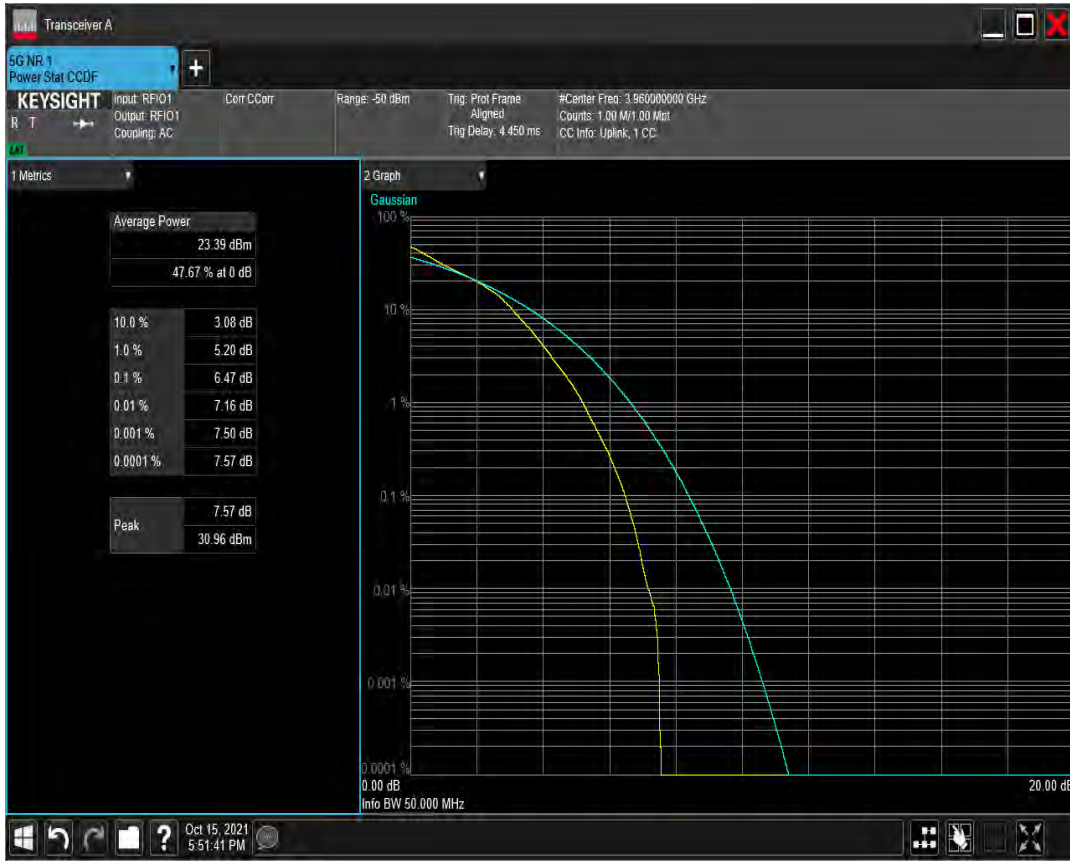 Transceiver A
5G NR 1
Power Stat CCDF
+
KEYSIGHT
R T
LXI
Input: RFIO1
Output: RFIO1
Coupling: AC
Corr CCorr
Range: -50 dBm
Trig: Prot Frame
Aligned
Trig Delay: 4.450 ms
#Center Freq: 3.960000000 GHz
Counts: 1.00 M/1.00 Mpt
CC Info: Uplink, 1 CC
1 Metrics
Average Power
23.39 dBm
47.67 % at 0 dB
10.0 % 3.08 dB
1.0 % 5.20 dB
0.1 % 6.47 dB
0.01 % 7.16 dB
0.001 % 7.50 dB
0.0001 % 7.57 dB
Peak 7.57 dB
30.96 dBm
2 Graph
Gaussian
100 %
10 %
1 %
0.1 %
0.01 %
0.001 %
0.0001 %
0.00 dB 20.00 dB
Info BW 50.000 MHz
?
Oct 15, 2021
5:51:41 PM